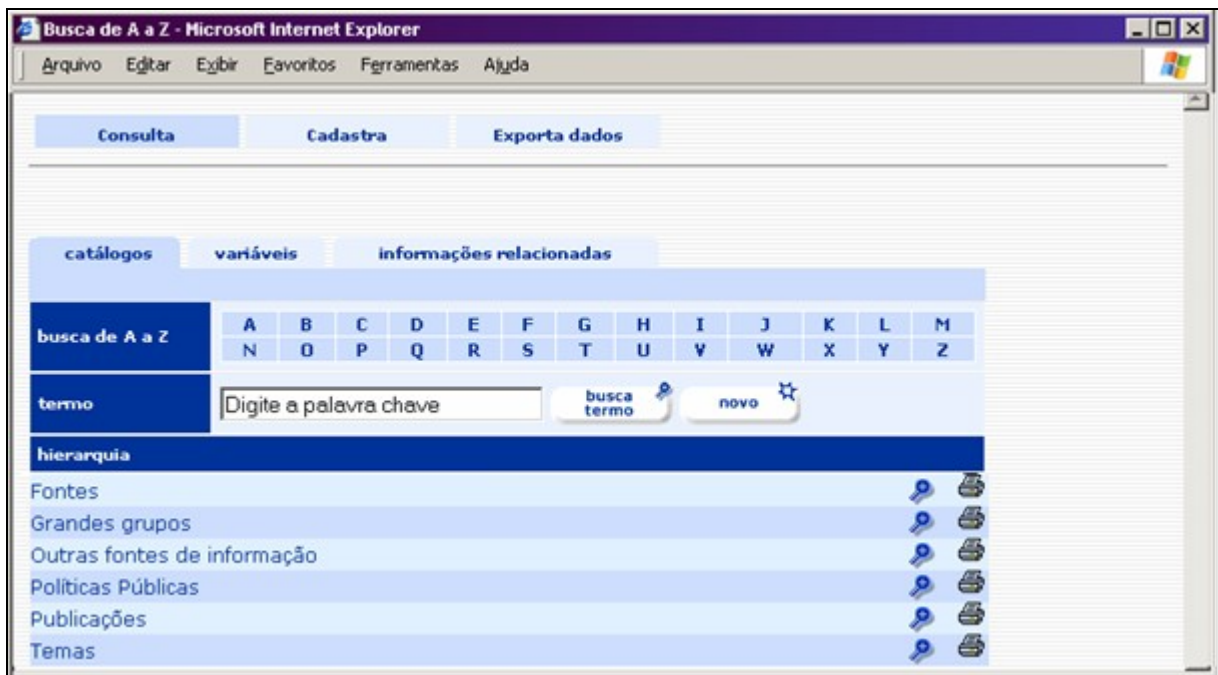 Busca de A a Z - Microsoft Internet Explorer
Arquivo Editar Exibir Favoritos Ferramentas Ajuda
Consulta Cadastra Exporta dados
catálogos variáveis informações relacionadas
busca de A a Z
A B C D E F G H I J K L M
N O P Q R S T U V W X Y Z
termo Digite a palavra chave busca termo novo
hierarquia
Fontes
Grandes grupos
Outras fontes de informação
Políticas Públicas
Publicações
Temas